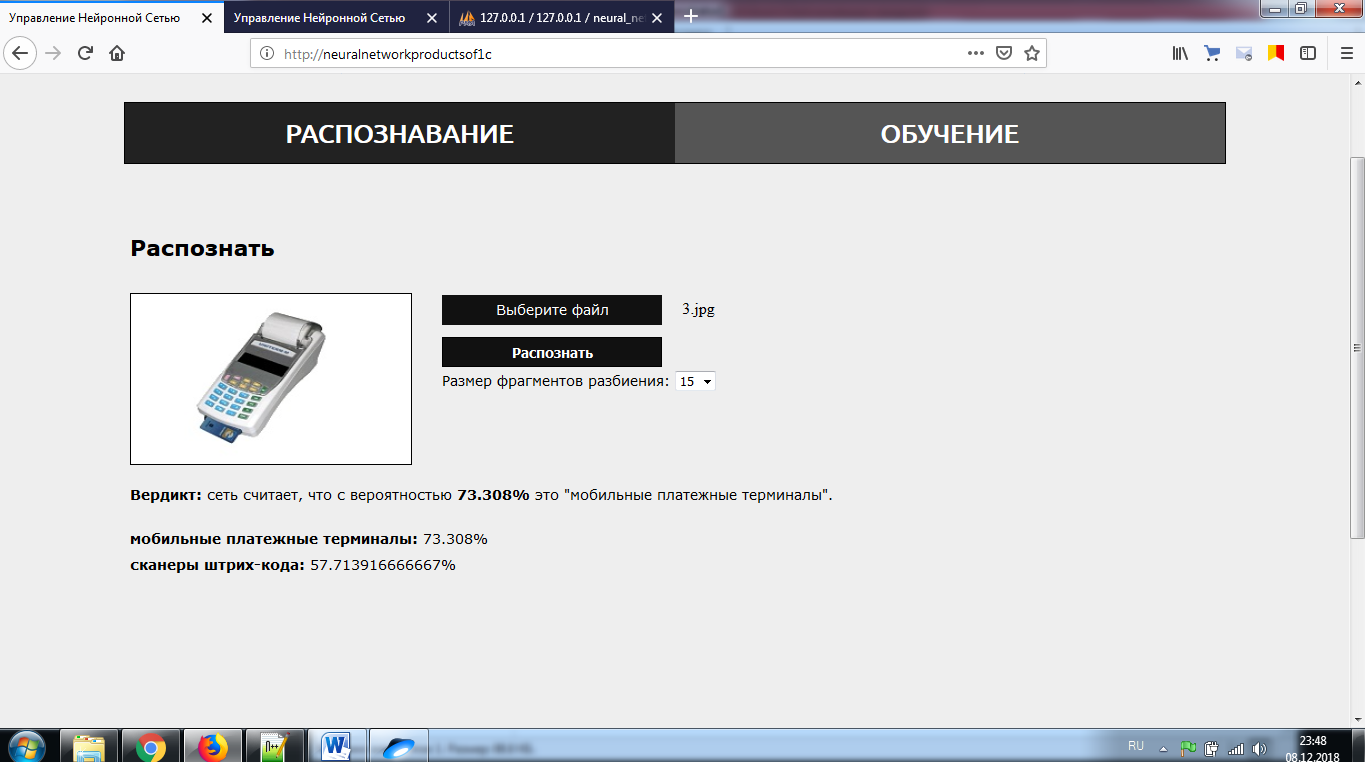 Управление Нейронной Сетью
Управление Нейронной Сетью
127.0.0.1 / 127.0.0.1 / neural_ne
http://neuralnetworkproductsof1c
РАСПОЗНАВАНИЕ
ОБУЧЕНИЕ
Распознать
Выберите файл
3.jpg
Распознать
Размер фрагментов разбиения: 15
Вердикт: сеть считает, что с вероятностью 73.308% это "мобильные платежные терминалы".
мобильные платежные терминалы: 73.308%
сканеры штрих-кода: 57.713916666667%
RU
23:48
08.12.2018